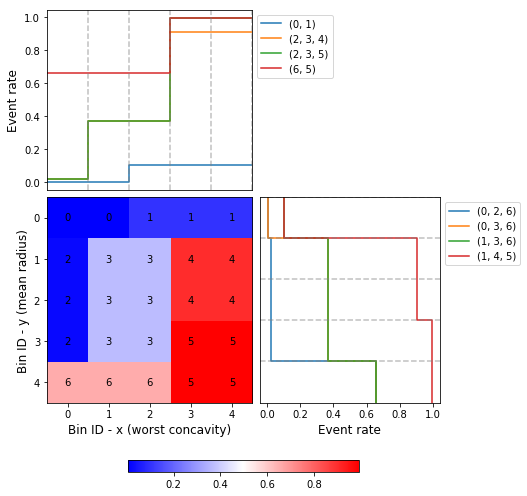 Event rate
1.0
0.8
0.6
0.4
0.2
0.0
(0, 1)
(2, 3, 4)
(2, 3, 5)
(6, 5)
Bin ID - y (mean radius)
0 0 0 1 1 1
1 2 3 3 4 4
2 2 3 3 4 4
3 2 3 3 5 5
4 6 6 6 5 5
0 1 2 3 4
Bin ID - x (worst concavity)
(0, 2, 6)
(0, 3, 6)
(1, 3, 6)
(1, 4, 5)
0.0 0.2 0.4 0.6 0.8 1.0
Event rate
0.2 0.4 0.6 0.8